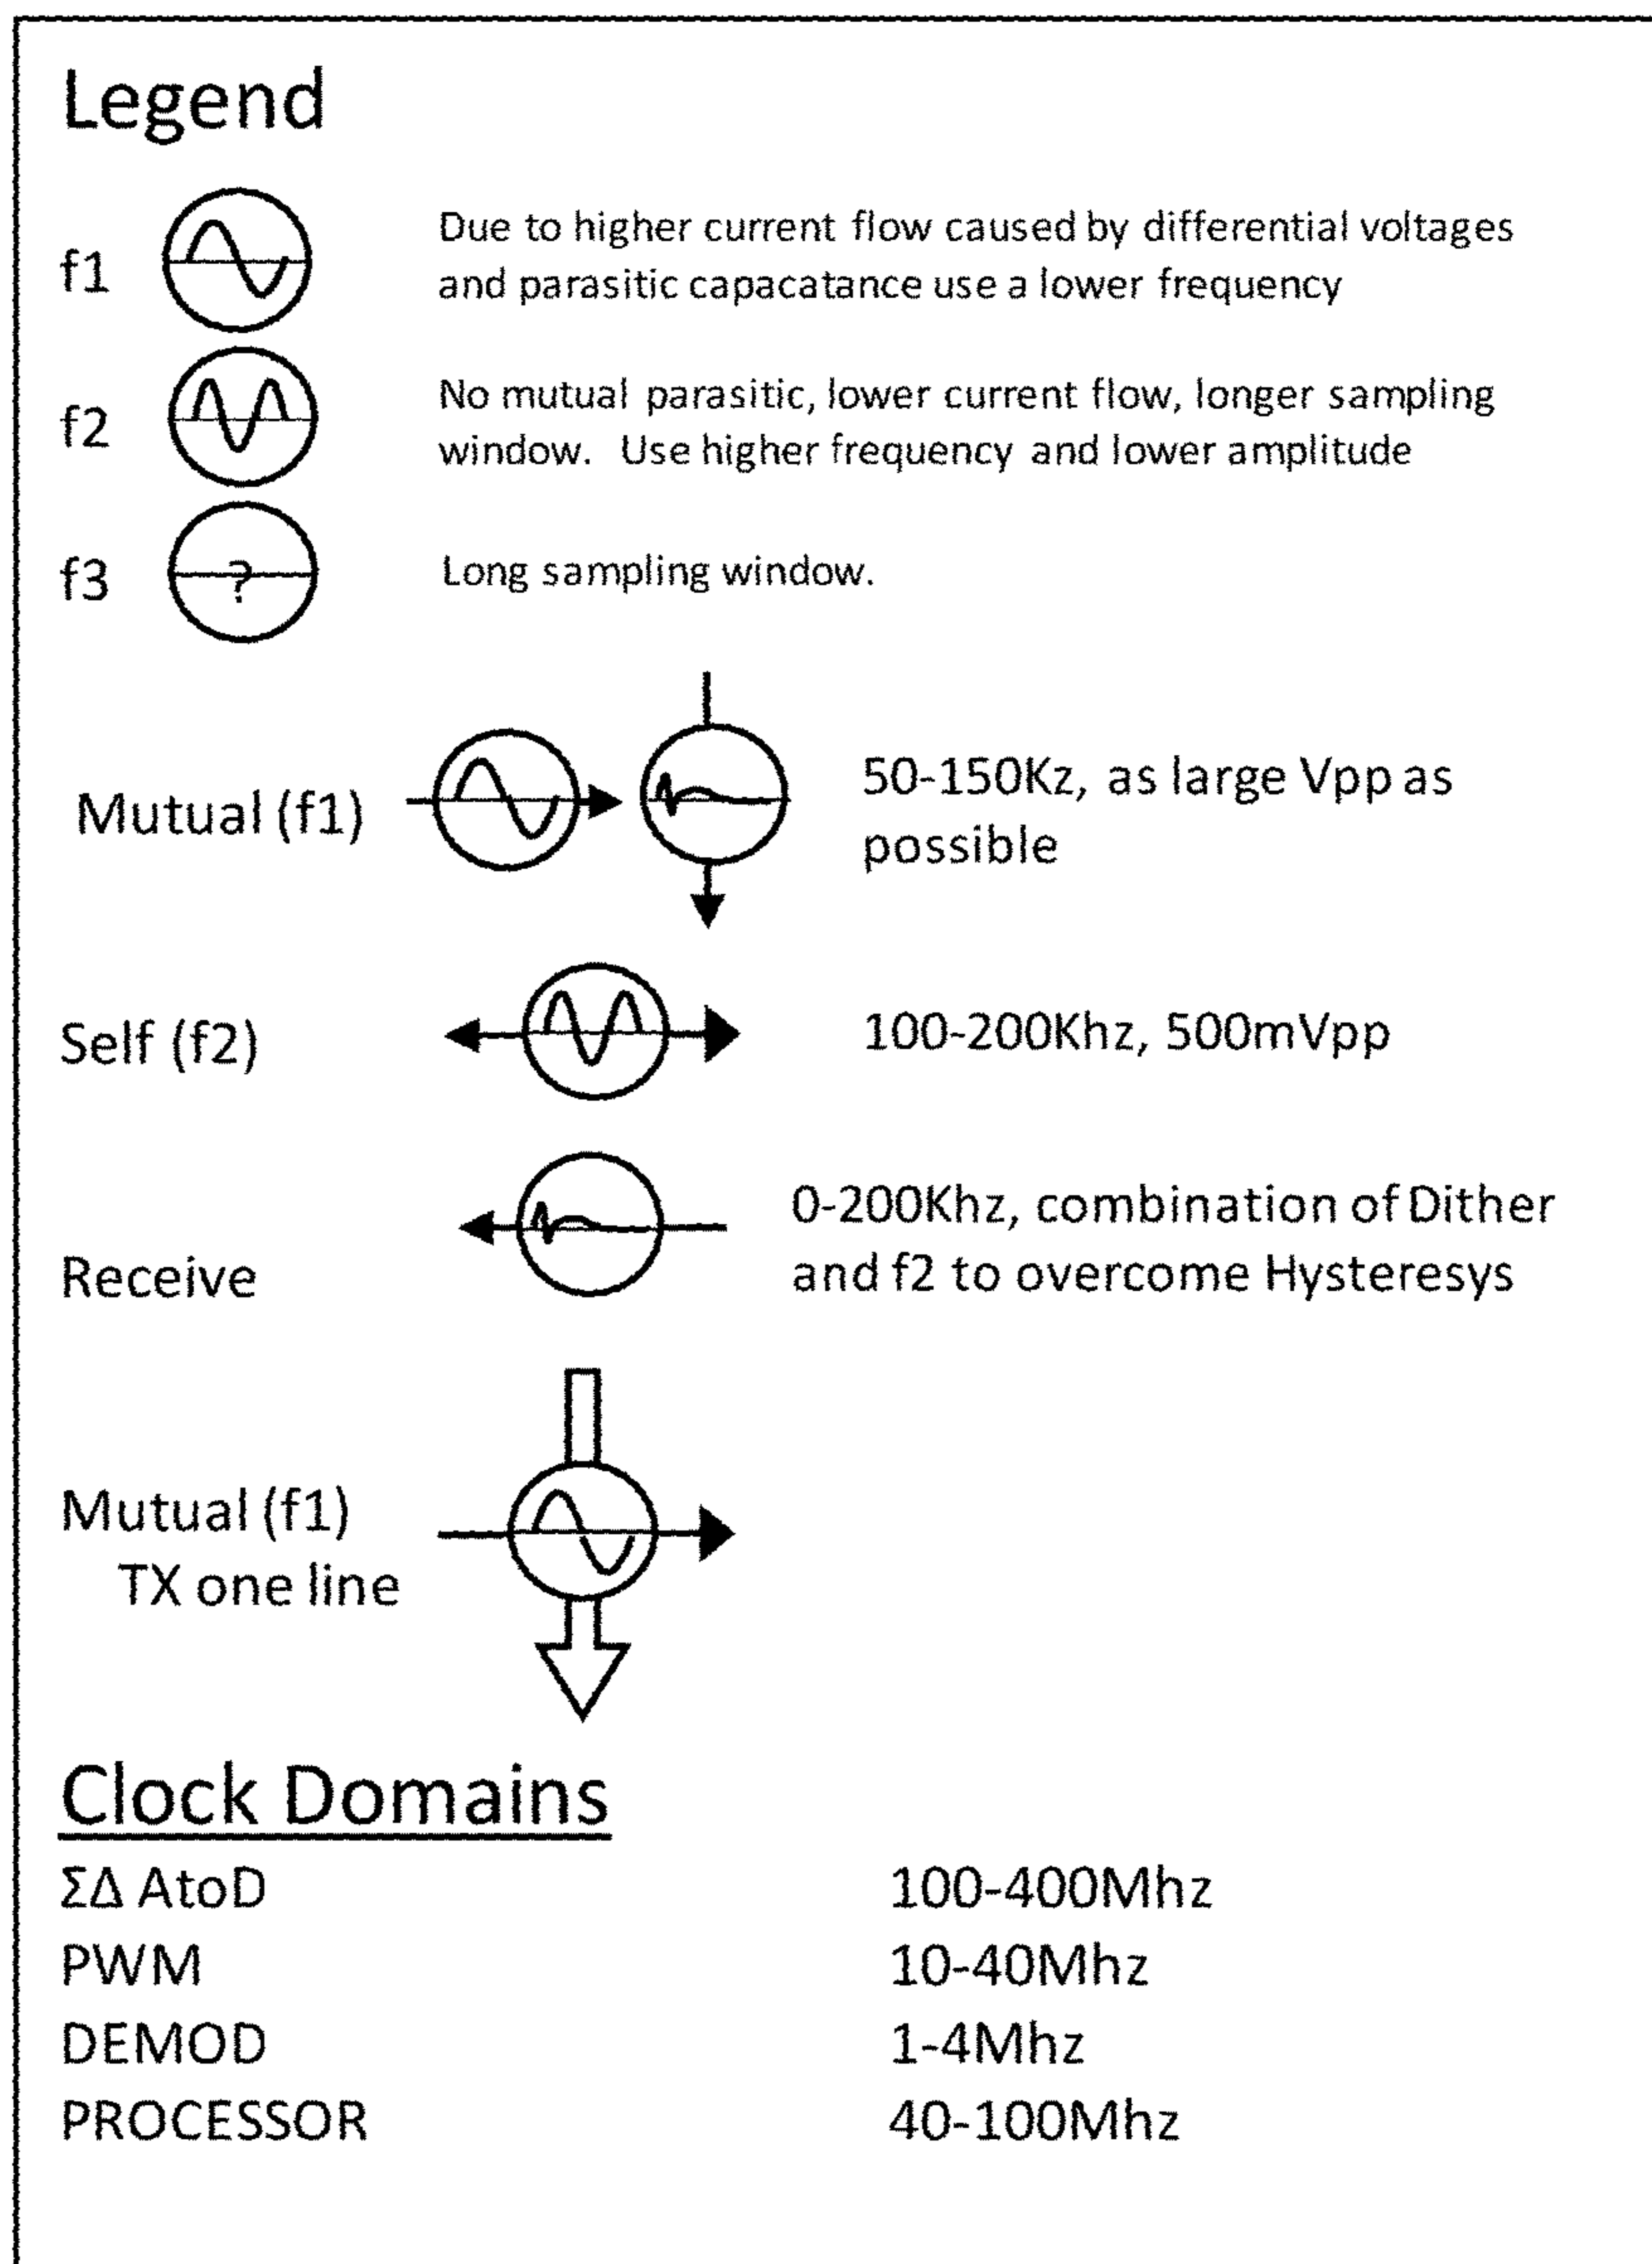 Legend
f1
Due to higher current flow caused by differential voltages
and parasitic capacatance use a lower frequency
f2
No mutual parasitic, lower current flow, longer sampling
window. Use higher frequency and lower amplitude
f3
?
Long sampling window.
Mutual (f1)
50-150Kz, as large Vpp as
possible
Self (f2)
100-200Khz, 500mVpp
Receive
0-200Khz, combination of Dither
and f2 to overcome Hysteresys
Mutual (f1)
TX one line
Clock Domains
ΣΔ AtoD 100-400Mhz
PWM 10-40Mhz
DEMOD 1-4Mhz
PROCESSOR 40-100Mhz